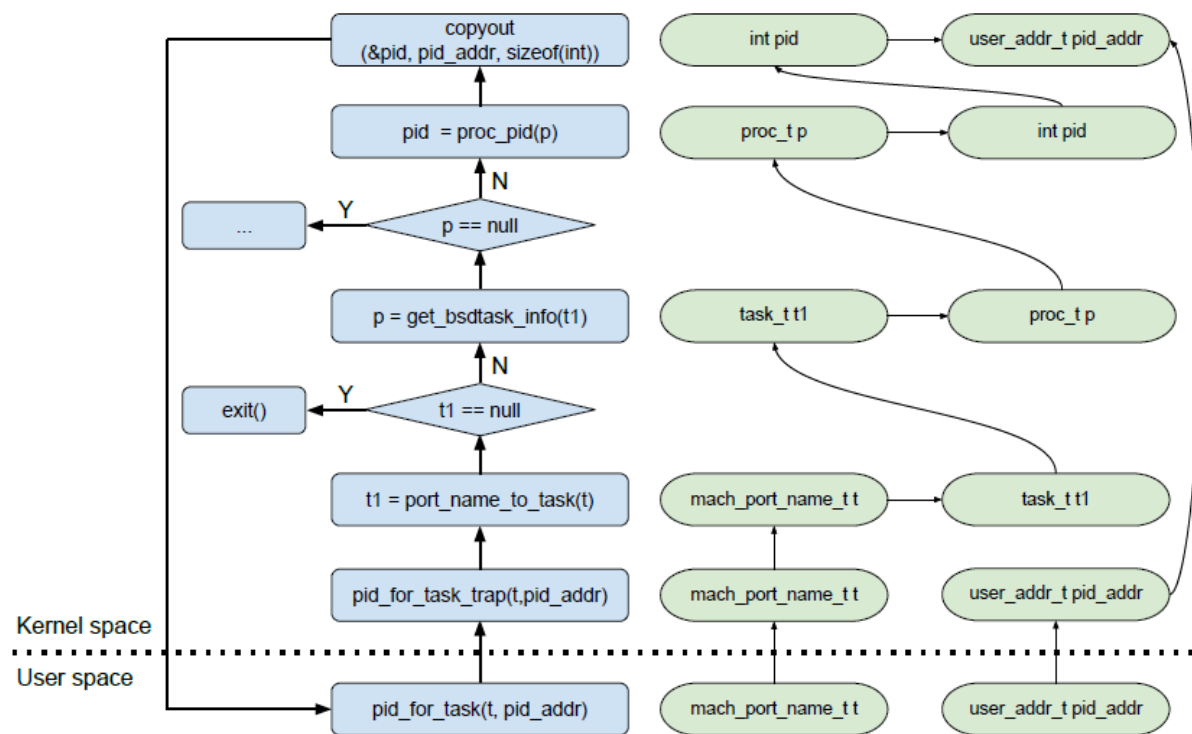 copyout
(&pid, pid_addr, sizeof(int))
int pid
user_addr_t pid_addr
pid = proc_pid(p)
proc_t p
int pid
N
Y
...
p == null
p = get_bsdtask_info(t1)
task_t t1
proc_t p
N
Y
exit()
t1 == null
t1 = port_name_to_task(t)
mach_port_name_t t
task_t t1
pid_for_task_trap(t,pid_addr)
mach_port_name_t t
user_addr_t pid_addr
Kernel space
User space
pid_for_task(t, pid_addr)
mach_port_name_t t
user_addr_t pid_addr